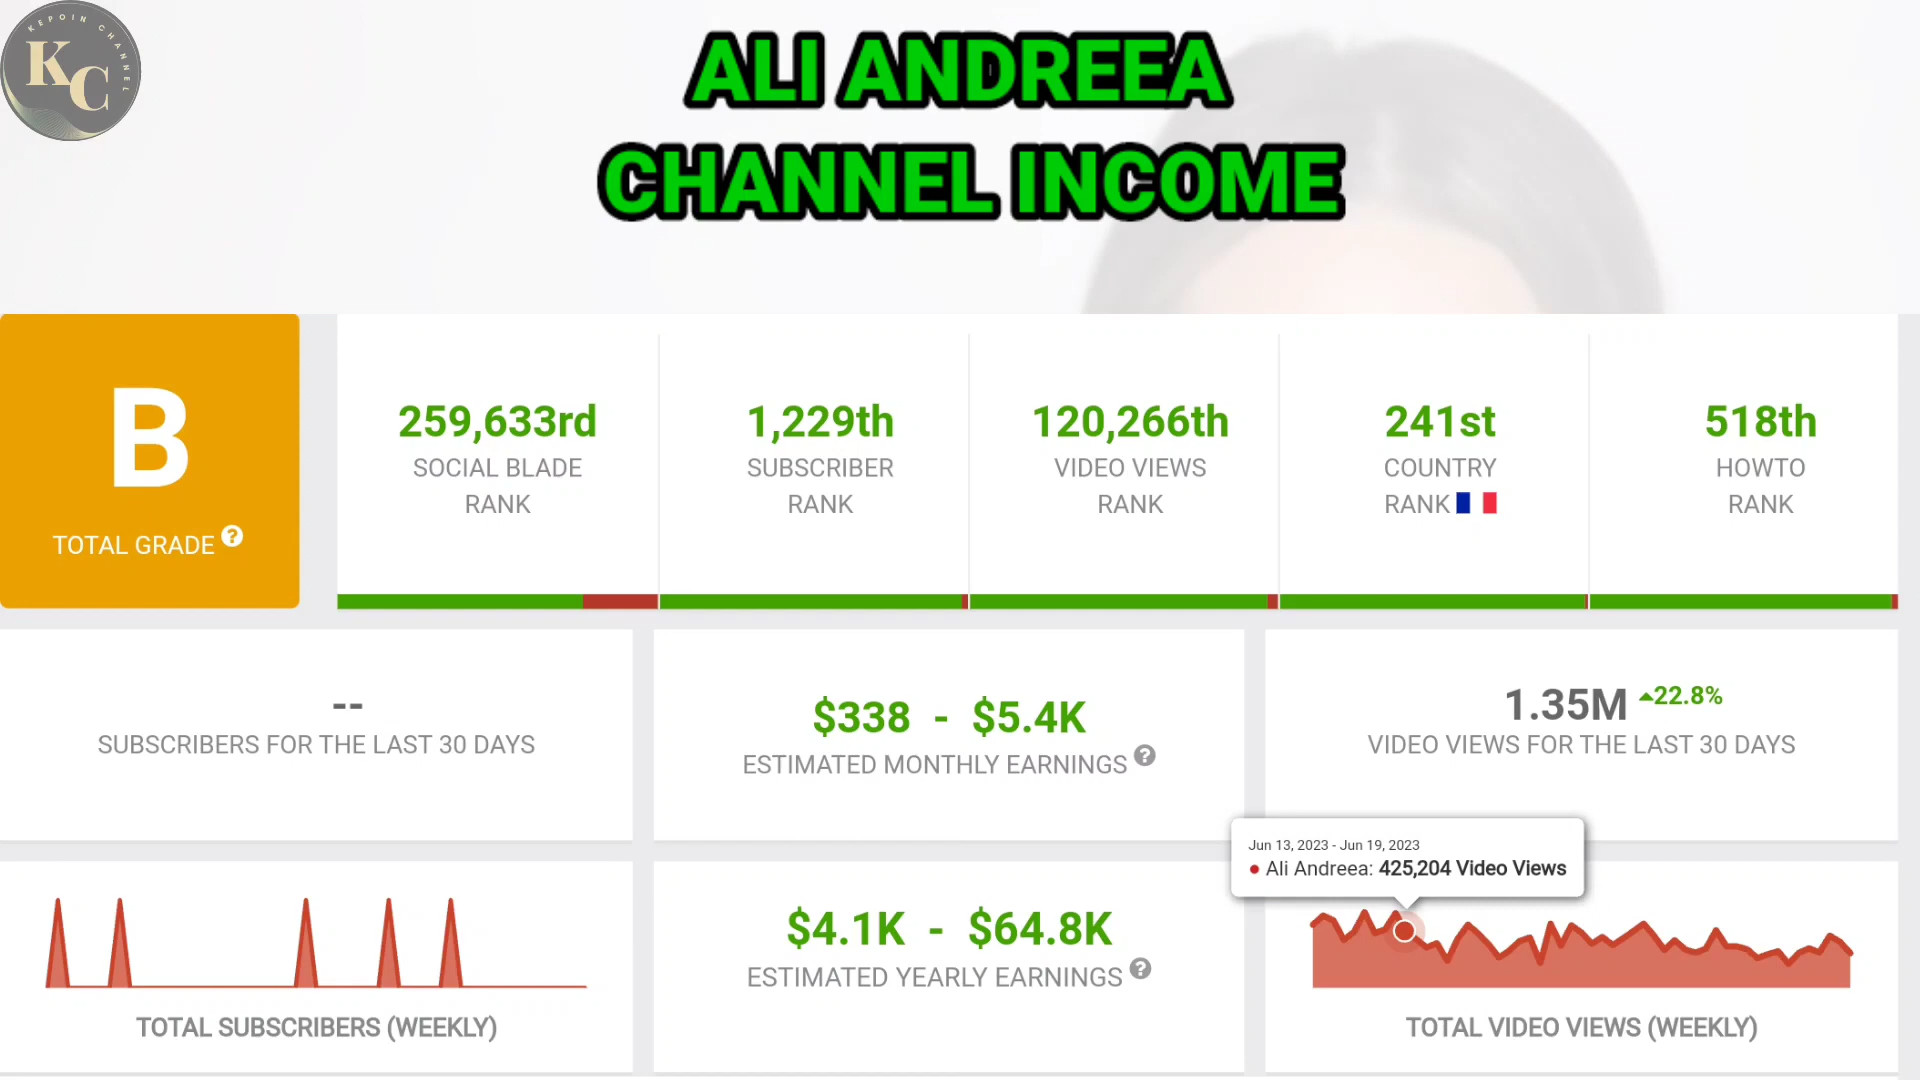 KEPOIN CHANNEL
KC
ALI ANDREEA
CHANNEL INCOME
B
TOTAL GRADE ?
259,633rd
SOCIAL BLADE
RANK
1,229th
SUBSCRIBER
RANK
120,266th
VIDEO VIEWS
RANK
241st
COUNTRY
RANK
518th
HOWTO
RANK
--
SUBSCRIBERS FOR THE LAST 30 DAYS
$338 - $5.4K
ESTIMATED MONTHLY EARNINGS ?
1.35M 22.8%
VIDEO VIEWS FOR THE LAST 30 DAYS
Jun 13, 2023 - Jun 19, 2023
Ali Andreea: 425,204 Video Views
TOTAL SUBSCRIBERS (WEEKLY)
$4.1K - $64.8K
ESTIMATED YEARLY EARNINGS ?
TOTAL VIDEO VIEWS (WEEKLY)